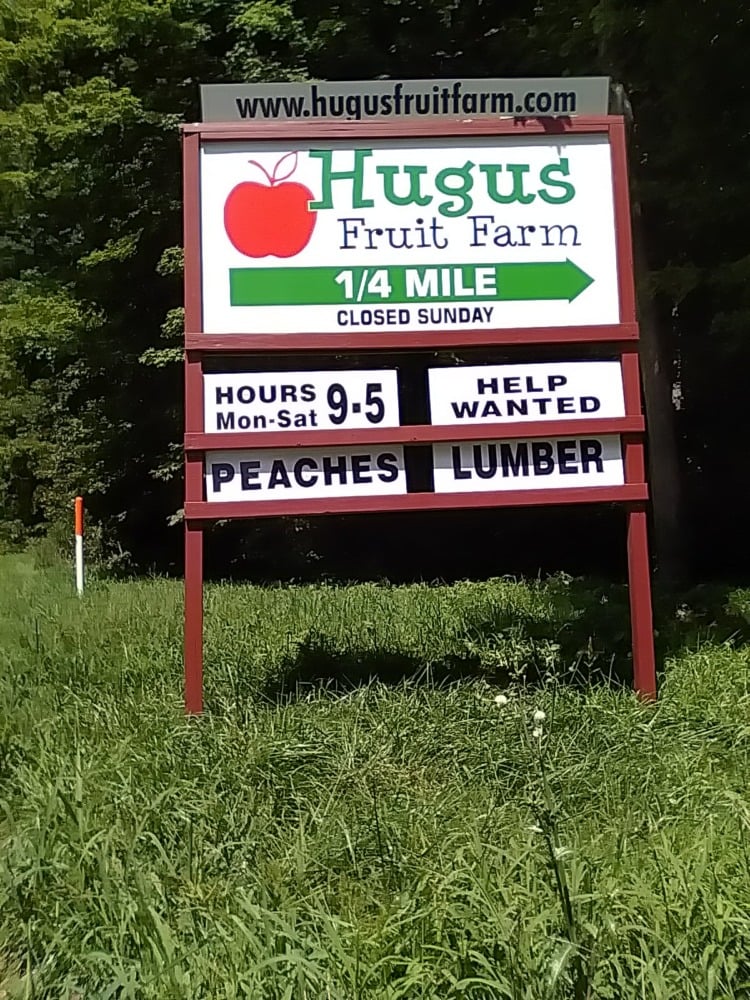 www.hugusfruitfarm.com
Hugus
Fruit Farm
1/4 MILE
CLOSED SUNDAY
HOURS
Mon-Sat 9-5
HELP
WANTED
PEACHES
LUMBER